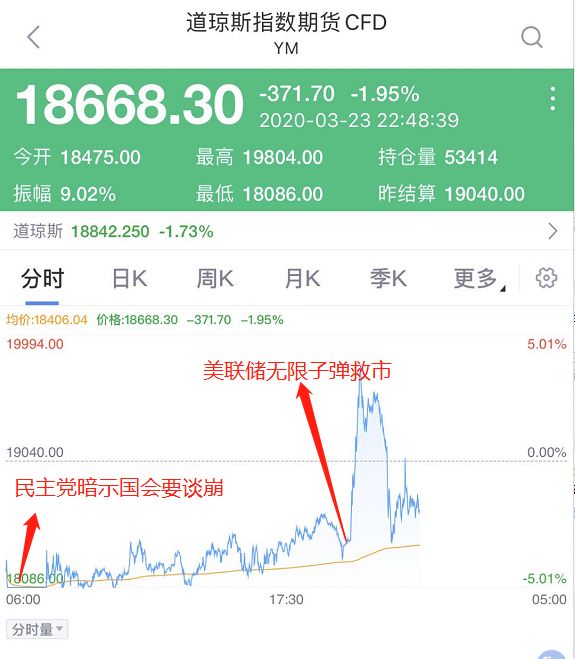 道琼斯指数期货CFD
YM
18668.30 -371.70 -1.95%
2020-03-23 22:48:39
今开 18475.00 最高 19804.00 持仓量 53414
振幅 9.02% 最低 18086.00 昨结算 19040.00
道琼斯 18842.250 -1.73%
分时 日K 周K 月K 季K 更多
均价:18406.04 价格:18668.30 -371.70 -1.95%
19994.00 5.01%
美联储无限子弹救市
19040.00 0.00%
民主党暗示国会要谈崩
18086.00 -5.01%
06:00 17:30 05:00
分时量